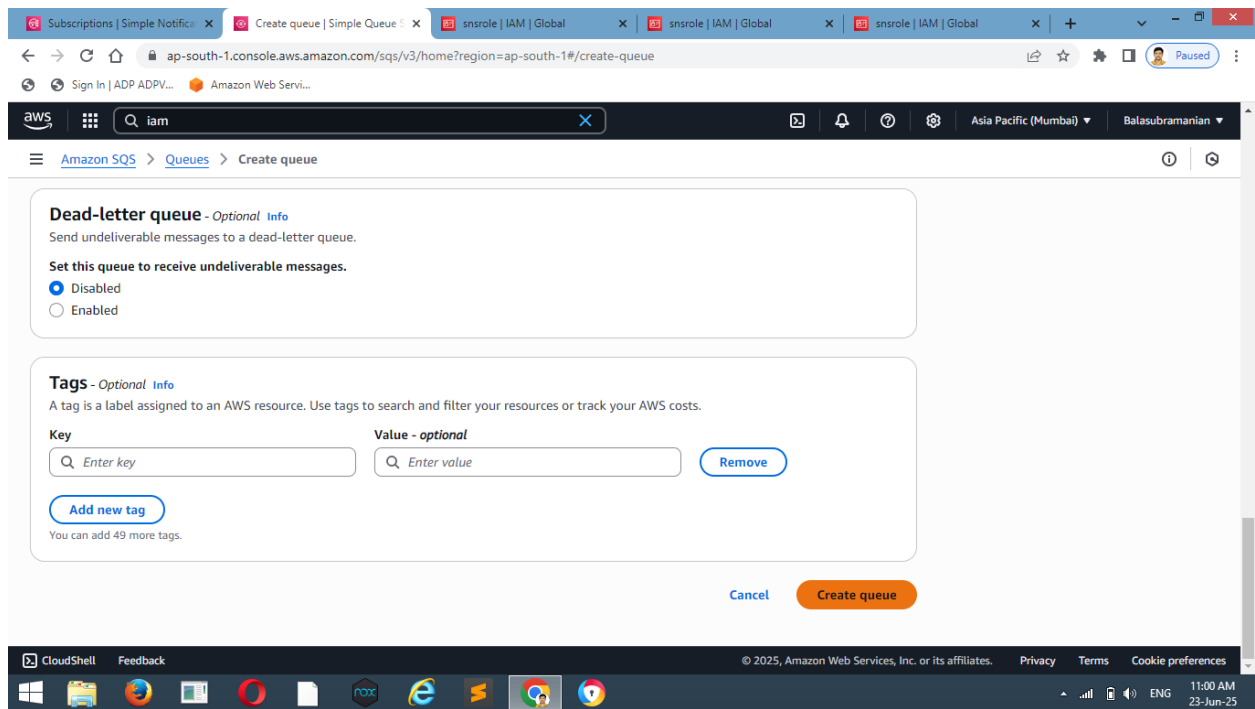 Subscriptions | Simple Notifica
Create queue | Simple Queue S
snsrole | IAM | Global
snsrole | IAM | Global
snsrole | IAM | Global
ap-south-1.console.aws.amazon.com/sqs/v3/home?region=ap-south-1#/create-queue
Paused
Sign In | ADP ADPV...
Amazon Web Servi...
aws
iam
Asia Pacific (Mumbai)
Balasubramanian
Amazon SQS > Queues > Create queue
Dead-letter queue - Optional Info
Send undeliverable messages to a dead-letter queue.
Set this queue to receive undeliverable messages.
Disabled
Enabled
Tags - Optional Info
A tag is a label assigned to an AWS resource. Use tags to search and filter your resources or track your AWS costs.
Key
Value - optional
Enter key
Enter value
Remove
Add new tag
You can add 49 more tags.
Cancel
Create queue
CloudShell
Feedback
© 2025, Amazon Web Services, Inc. or its affiliates.
Privacy
Terms
Cookie preferences
nox
ENG
11:00 AM
23-Jun-25